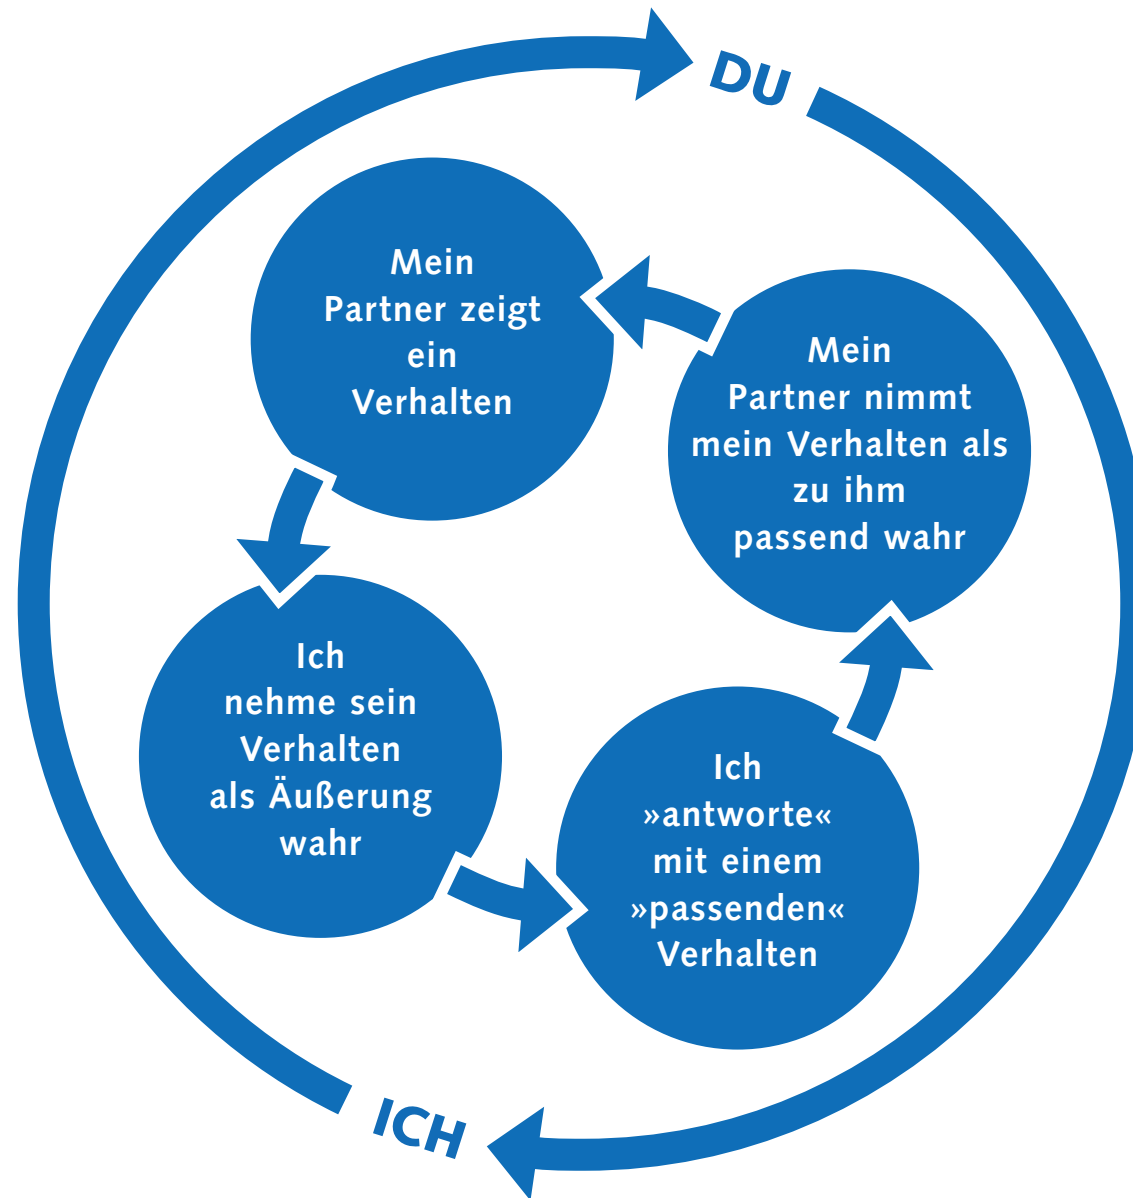 DU
Mein
Partner zeigt
ein
Verhalten
Mein
Partner nimmt
mein Verhalten als
zu ihm
passend wahr
Ich
nehme sein
Verhalten
als Äußerung
wahr
Ich
»antworte«
mit einem
»passenden«
Verhalten
ICH